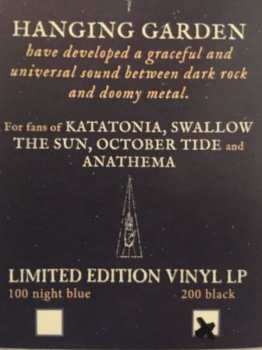 HANGING GARDEN
have developed a graceful and
universal sound between dark rock
and doomy metal.
For fans of KATATONIA, SWALLOW
THE SUN, OCTOBER TIDE and
ANATHEMA
LIMITED EDITION VINYL LP
100 night blue 200 black